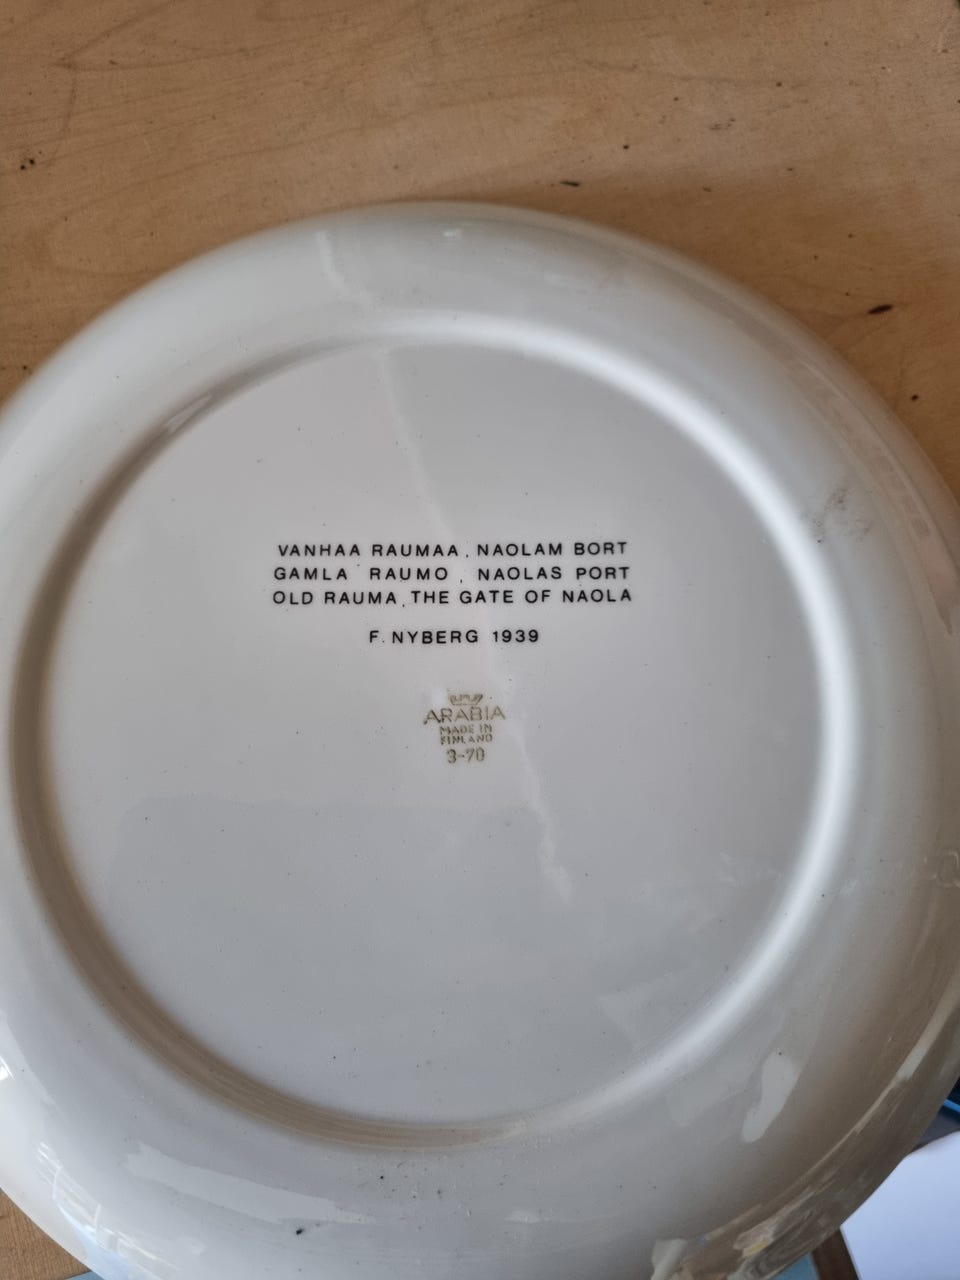 VANHAA RAUMAA, NAOLAM BORT
GAMLA RAUMO, NAOLAS PORT
OLD RAUMA, THE GATE OF NAOLA
F. NYBERG 1939
ARABIA
MADE IN
FINLAND
3-70